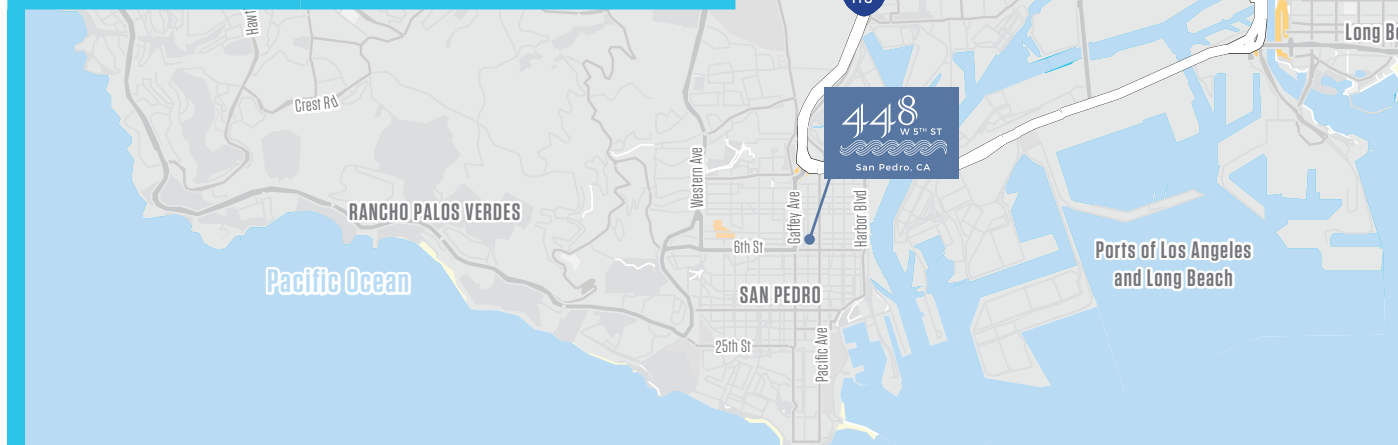 Crest Rd
448
W 5TH ST
San Pedro, CA
Western Ave
Gaffey Ave
Harbor Blvd
RANCHO PALOS VERDES
6th St
Pacific Ocean
Ports of Los Angeles
and Long Beach
SAN PEDRO
25th St
Pacific Ave
Long